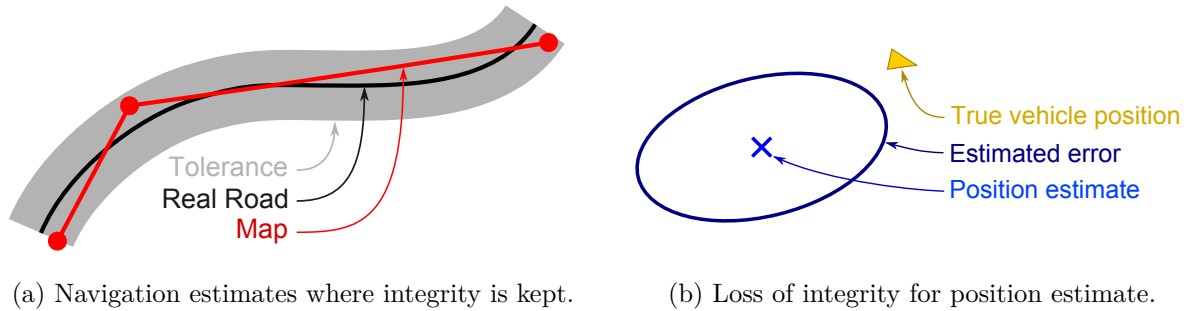 Tolerance
Real Road
Map
True vehicle position
Estimated error
Position estimate
(a) Navigation estimates where integrity is kept.
(b) Loss of integrity for position estimate.